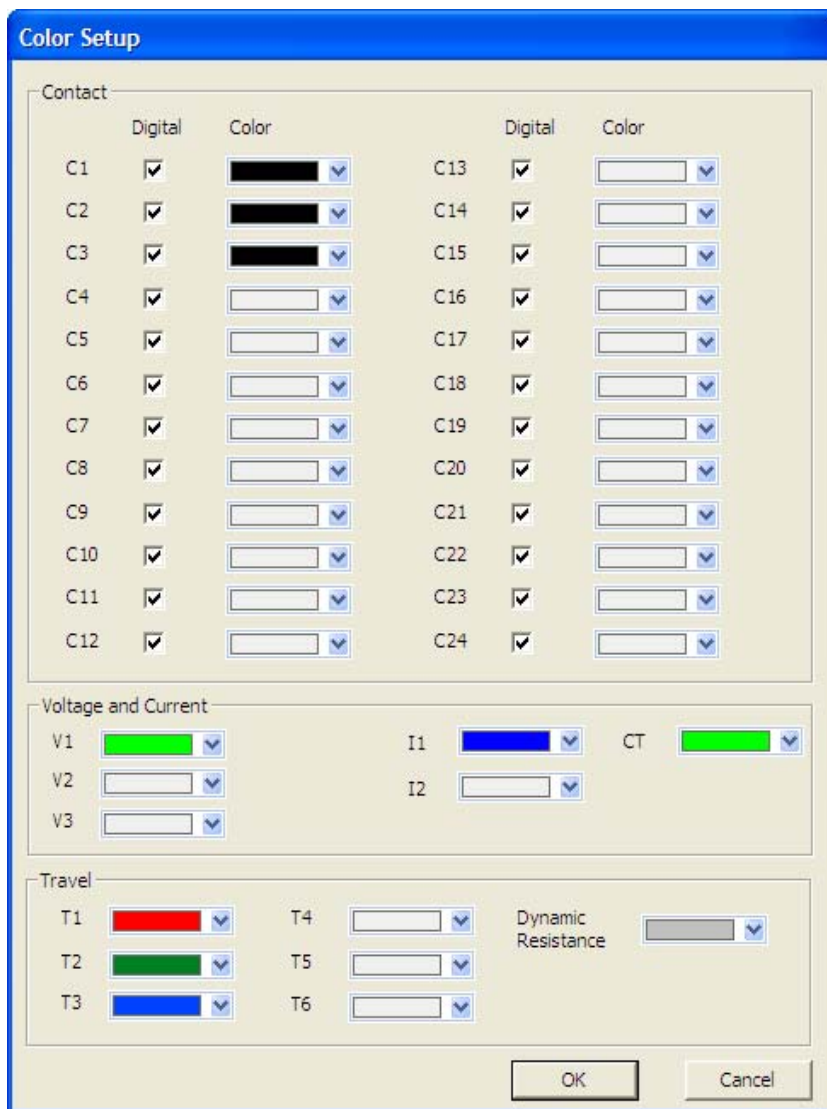 Color Setup
Contact
Digital Color Digital Color
C1 C13
C2 C14
C3 C15
C4 C16
C5 C17
C6 C18
C7 C19
C8 C20
C9 C21
C10 C22
C11 C23
C12 C24
Voltage and Current
V1 I1 CT
V2 I2
V3
Travel
T1 T4 Dynamic
Resistance
T2 T5
T3 T6
OK Cancel